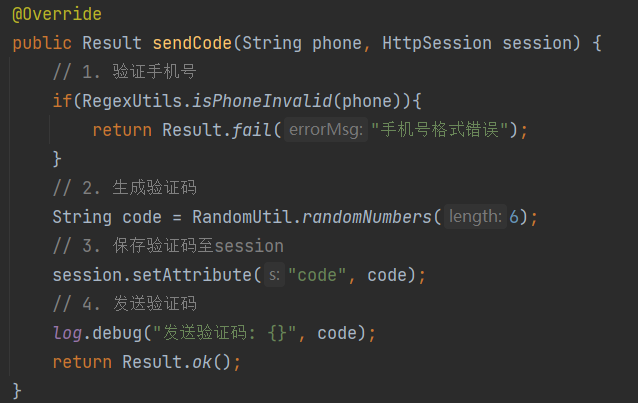 @Override
public Result sendCode(String phone, HttpSession session) {
// 1. 验证手机号
if(RegexUtils.isPhoneInvalid(phone)){
return Result.fail( errorMsg: "手机号格式错误");
}
// 2. 生成验证码
String code = RandomUtil.randomNumbers( length: 6);
// 3. 保存验证码至session
session.setAttribute( s: "code", code);
// 4. 发送验证码
log.debug("发送验证码: {}", code);
return Result.ok();
}